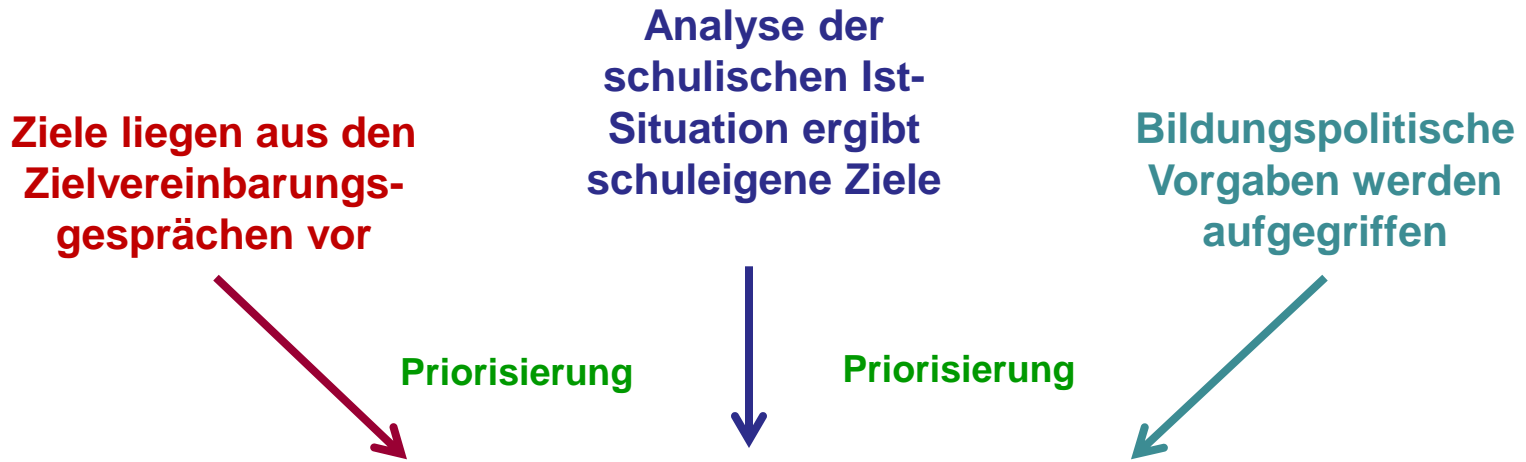 Ziele liegen aus den
Zielvereinbarungs-
gesprächen vor
Analyse der
schulischen Ist-
Situation ergibt
schuleigene Ziele
Bildungspolitische
Vorgaben werden
aufgegriffen
Priorisierung
Priorisierung